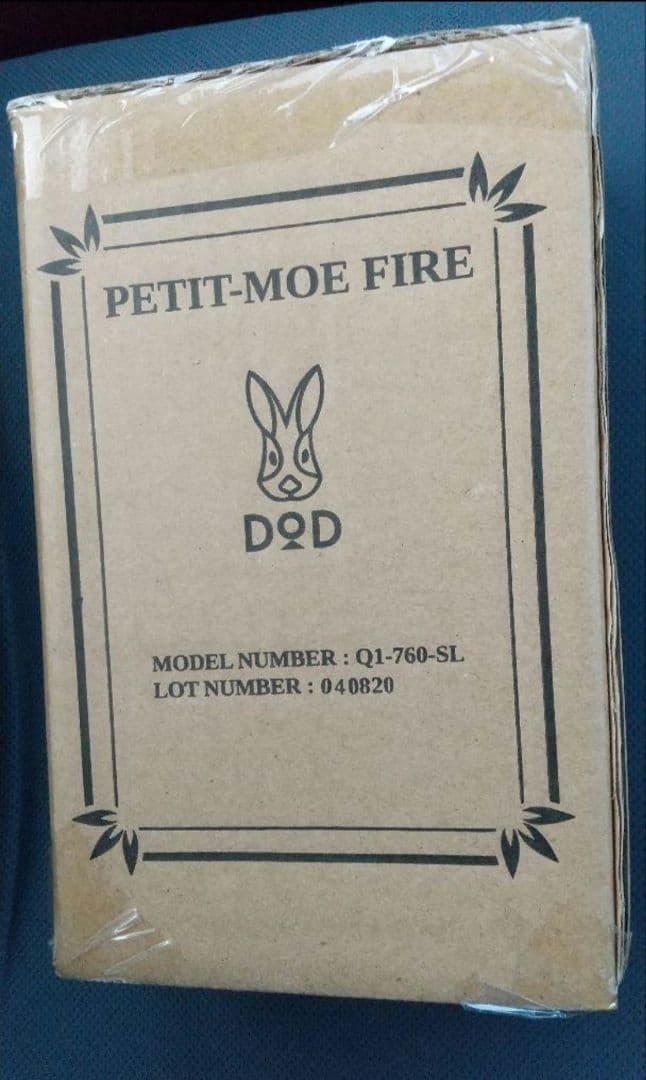 PETIT-MOE FIRE
DOD
MODEL NUMBER : Q1-760-SL
LOT NUMBER : 040820